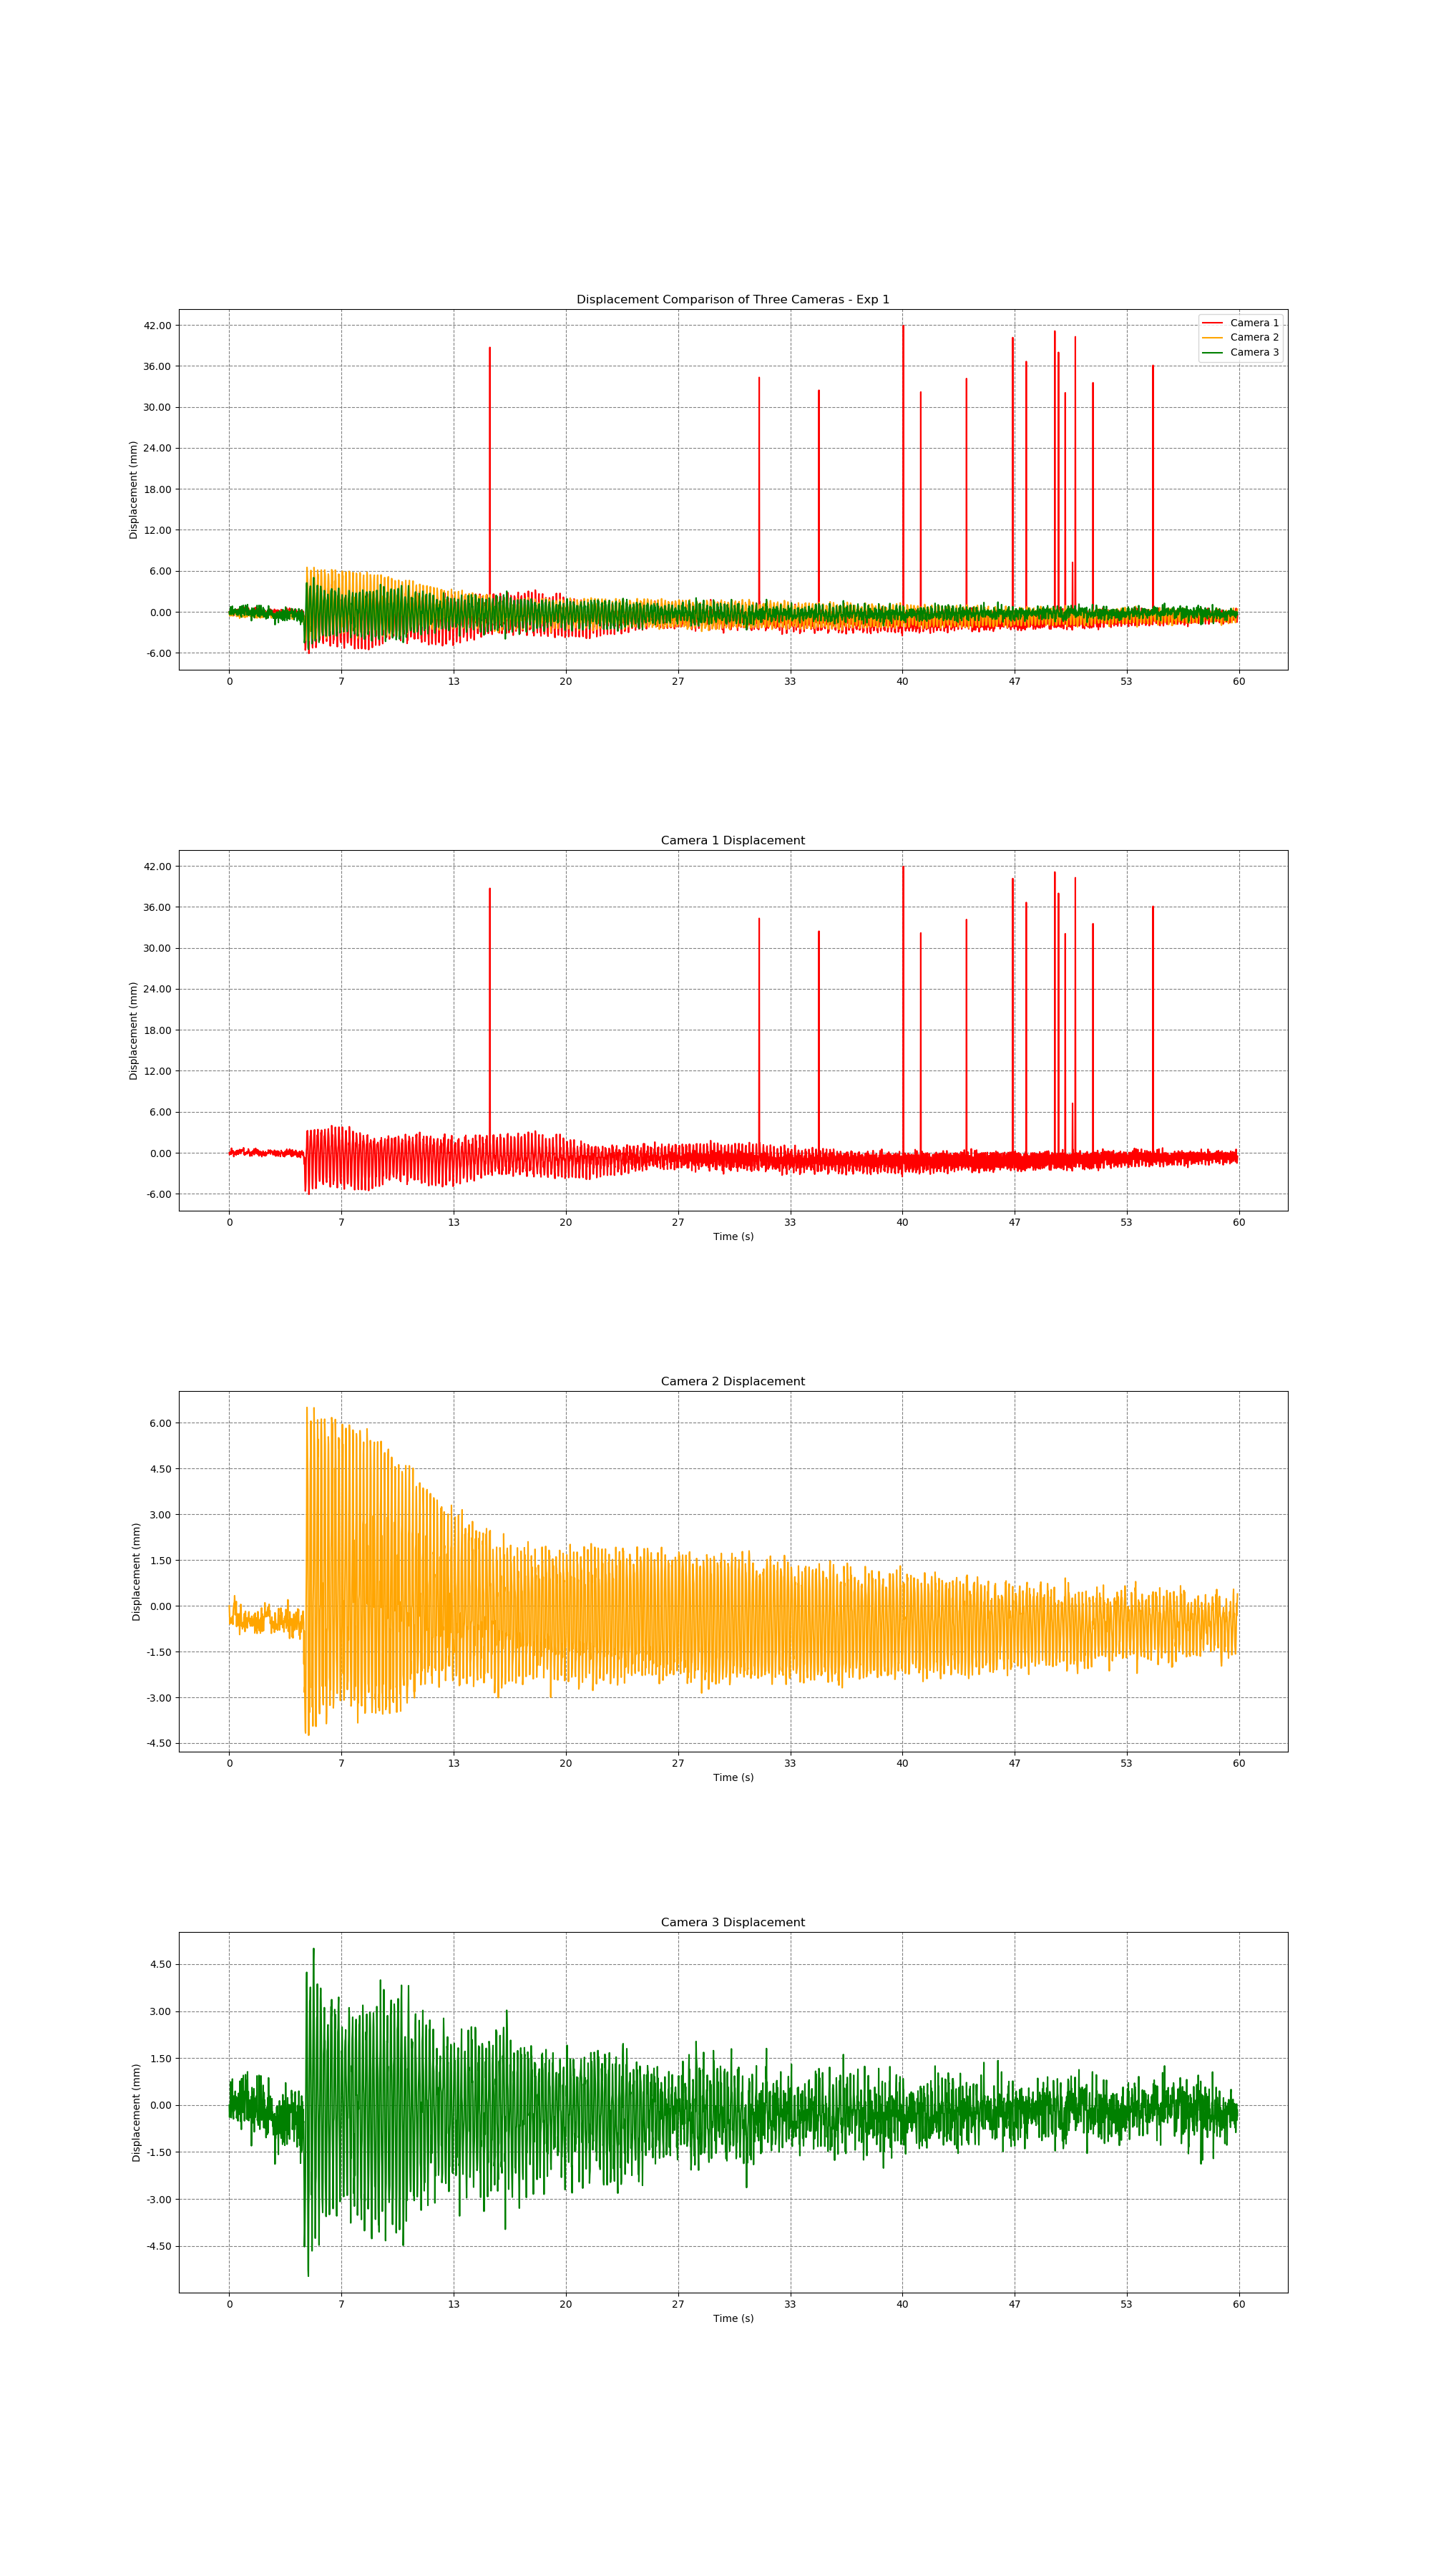 Displacement Comparison of Three Cameras - Exp 1
Displacement (mm)
42.00
36.00
30.00
24.00
18.00
12.00
6.00
0.00
-6.00
Camera 1
Camera 2
Camera 3
0 7 13 20 27 33 40 47 53 60
Camera 1 Displacement
Displacement (mm)
42.00
36.00
30.00
24.00
18.00
12.00
6.00
0.00
-6.00
0 7 13 20 27 33 40 47 53 60
Time (s)
Camera 2 Displacement
Displacement (mm)
6.00
4.50
3.00
1.50
0.00
-1.50
-3.00
-4.50
0 7 13 20 27 33 40 47 53 60
Time (s)
Camera 3 Displacement
Displacement (mm)
4.50
3.00
1.50
0.00
-1.50
-3.00
-4.50
0 7 13 20 27 33 40 47 53 60
Time (s)